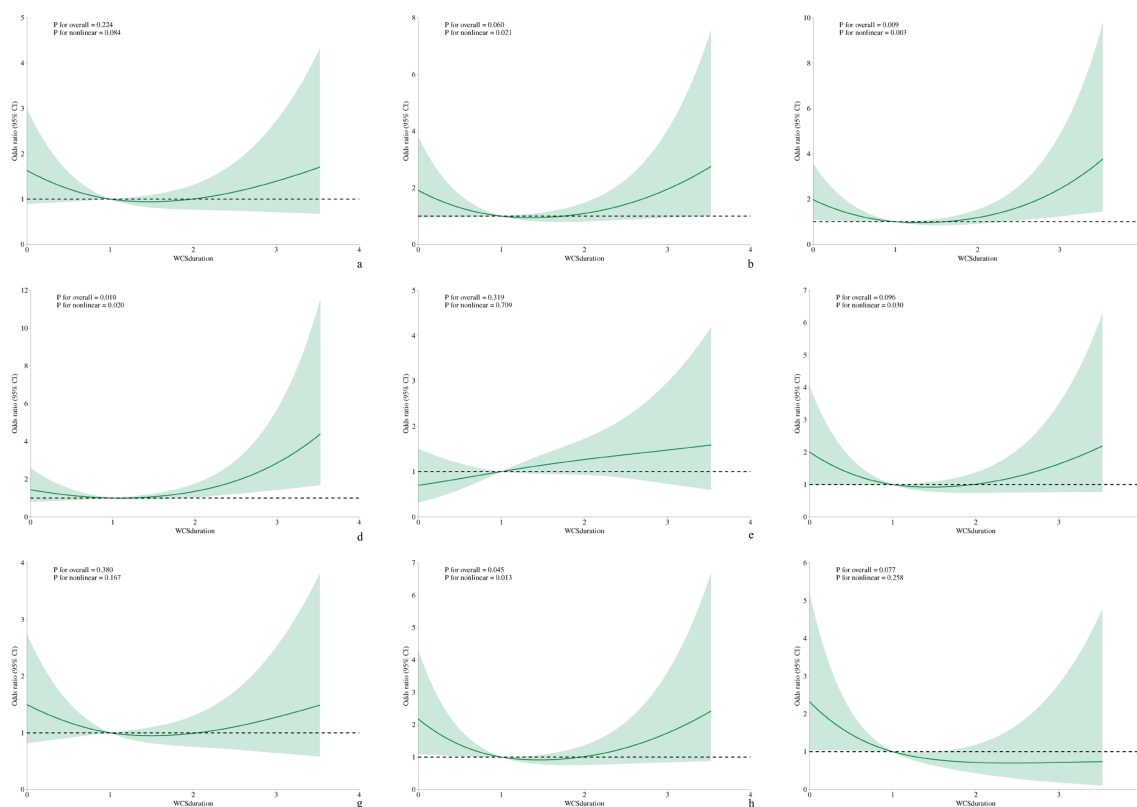 5
4
3
2
1
0
Odds ratio (95% CI)
P for overall = 0.224
P for nonlinear = 0.084
0 1 2 3 4
WCSduration
a
8
6
4
2
0
Odds ratio (95% CI)
P for overall = 0.060
P for nonlinear = 0.021
0 1 2 3 4
WCSduration
b
10
8
6
4
2
0
Odds ratio (95% CI)
P for overall = 0.009
P for nonlinear = 0.003
0 1 2 3
WCSduration
12
10
8
6
4
2
0
Odds ratio (95% CI)
P for overall = 0.010
P for nonlinear = 0.020
0 1 2 3 4
WCSduration
d
5
4
3
2
1
0
Odds ratio (95% CI)
P for overall = 0.319
P for nonlinear = 0.709
0 1 2 3 4
WCSduration
e
7
6
5
4
3
2
1
0
Odds ratio (95% CI)
P for overall = 0.096
P for nonlinear = 0.030
0 1 2 3
WCSduration
4
3
2
1
0
Odds ratio (95% CI)
P for overall = 0.380
P for nonlinear = 0.167
0 1 2 3 4
WCSduration
g
7
6
5
4
3
2
1
0
Odds ratio (95% CI)
P for overall = 0.045
P for nonlinear = 0.013
0 1 2 3 4
WCSduration
h
6
5
4
3
2
1
0
Odds ratio (95% CI)
P for overall = 0.077
P for nonlinear = 0.258
0 1 2 3
WCSduration